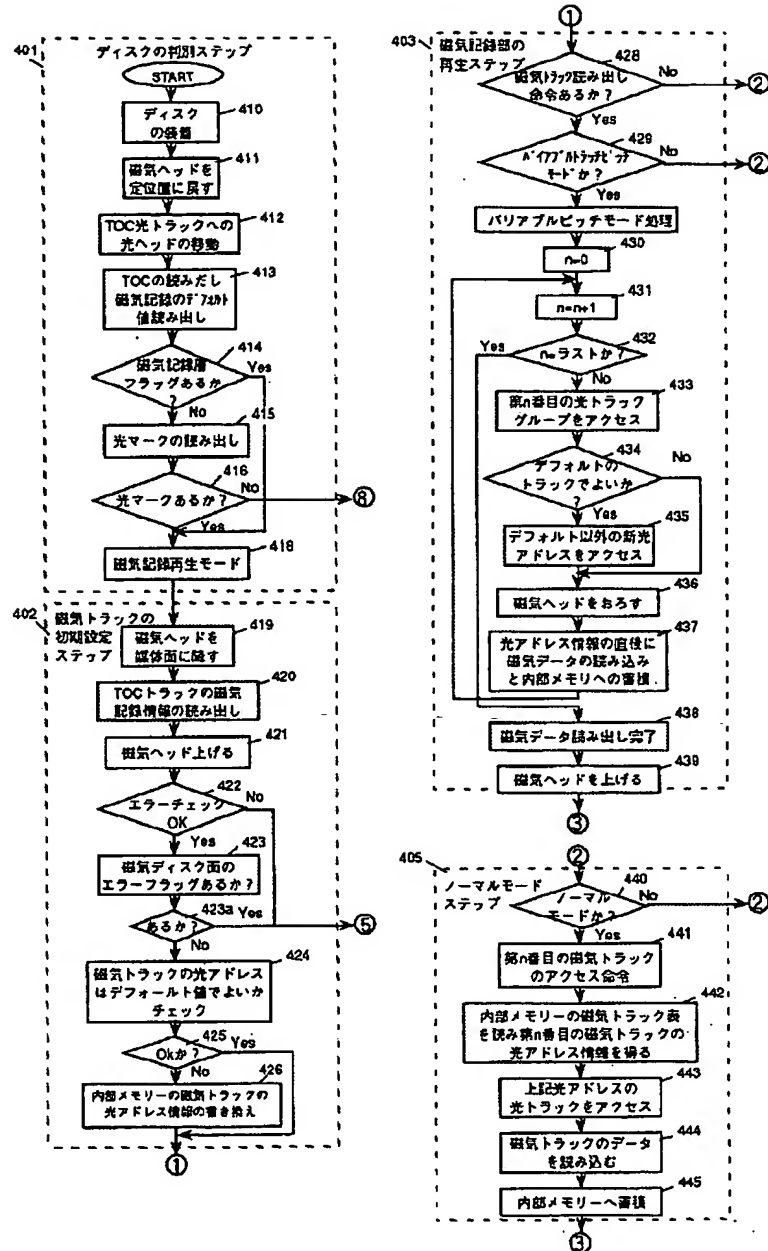 401
ディスクの判別ステップ
START
410
ディスク
の装着
411
磁気ヘッドを
定位置に戻す
412
TOC光トラックへの
光ヘッドの移動
413
TOCの読みだし
磁気記録のデフォルト
値読み出し
414
磁気記録層
フラッグあるか
?
Yes
No
415
光マークの読み出し
416
光マークあるか?
No
⑧
Yes
418
磁気記録再生モード
402
磁気トラックの
初期設定
ステップ
419
磁気ヘッドを
媒体面に
420
TOCトラックの磁気
記録情報の読み出し
421
磁気ヘッド上げる
422
エラーチェック
OK
No
Yes
423
磁気ディスク面の
エラーフラッグあるか?
423a
あるか?
Yes
⑤
No
424
磁気トラックの光アドレス
はデフォールト値でよいか
チェック
425
Okか?
Yes
No
426
内部メモリーの磁気トラックの
光アドレス情報の書き換え
①
①
403
磁気記録部の
再生ステップ
428
磁気トラック読み出し
命令あるか?
No
②
Yes
429
モードか?
No
②
Yes
バリアブルピッチモード処理
430
n=0
431
n=n+1
432
n=ラストか?
Yes
No
433
第n番目の光トラック
グループをアクセス
434
デフォルトの
トラックでよいか
?
No
Yes
435
デフォルト以外の新光
アドレスをアクセス
436
磁気ヘッドをおろす
437
光アドレス情報の直後に
磁気データの読み込み
と内部メモリへの蓄積.
438
磁気データ読み出し完了
439
磁気ヘッドを上げる
③
②
405
ノーマルモード
ステップ
440
ノーマル
モードか?
No
②
Yes
441
第n番目の磁気トラック
のアクセス命令
442
内部メモリーの磁気トラック表
を読み第n番目の磁気トラックの
光アドレス情報を得る
443
上記光アドレスの
光トラックをアクセス
444
磁気トラックのデータ
を読み込む
445
内部メモリーへ蓄積
③